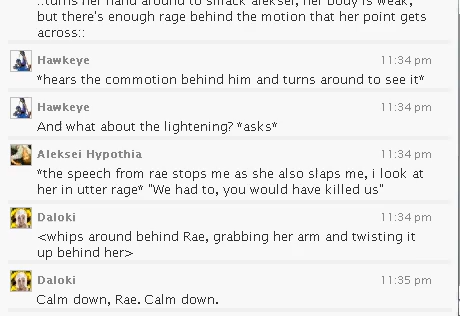 ::turns her hand around to smack aleksei, her body is weak,
but there's enough rage behind the motion that her point gets
across::
Hawkeye 11:34 pm
*hears the commotion behind him and turns around to see it*
Hawkeye 11:34 pm
And what about the lightening? *asks*
Aleksei Hypothia 11:34 pm
*the speech from rae stops me as she also slaps me, i look at
her in utter rage* "We had to, you would have killed us"
Daloki 11:34 pm
<whips around behind Rae, grabbing her arm and twisting it
up behind her>
Daloki 11:35 pm
Calm down, Rae. Calm down.